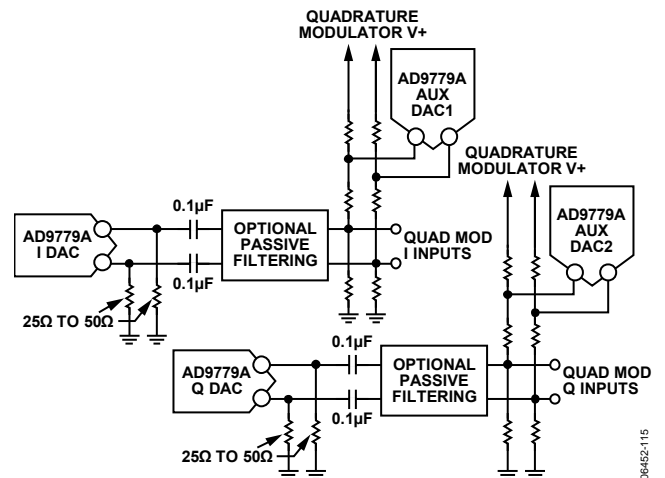 QUADRATURE
MODULATOR V+
AD9779A
AUX
DAC1
QUADRATURE
MODULATOR V+
AD9779A
AUX
DAC2
0.1µF
AD9779A
I DAC
OPTIONAL
PASSIVE
FILTERING
QUAD MOD
I INPUTS
0.1µF
25Ω TO 50Ω
0.1µF
AD9779A
Q DAC
OPTIONAL
PASSIVE
FILTERING
QUAD MOD
Q INPUTS
0.1µF
25Ω TO 50Ω
06452-115